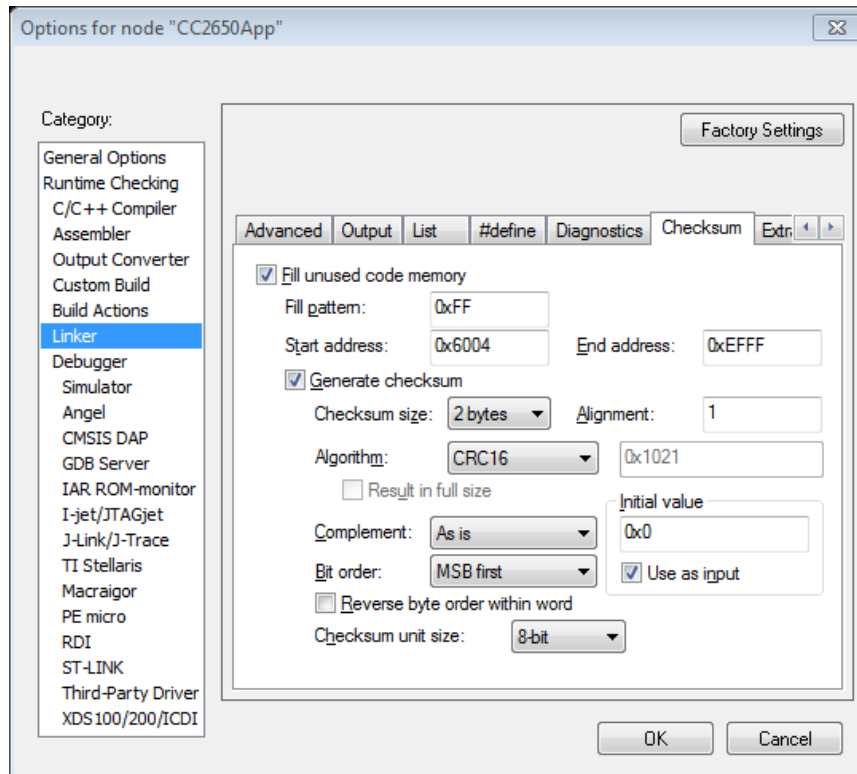 Options for node "CC2650App"
Category:
General Options
Runtime Checking
C/C++ Compiler
Assembler
Output Converter
Custom Build
Build Actions
Linker
Debugger
Simulator
Angel
CMSIS DAP
GDB Server
IAR ROM-monitor
I-jet/JTAGjet
J-Link/J-Trace
TI Stellaris
Macraigor
PE micro
RDI
ST-LINK
Third-Party Driver
XDS100/200/ICDI
Factory Settings
Advanced Output List #define Diagnostics Checksum Extr
Fill unused code memory
Fill pattern: 0xFF
Start address: 0x6004 End address: 0xEFFF
Generate checksum
Checksum size: 2 bytes Alignment: 1
Algorithm: CRC16 0x1021
Result in full size
Initial value
Complement: As is 0x0
Bit order: MSB first Use as input
Reverse byte order within word
Checksum unit size: 8-bit
OK Cancel